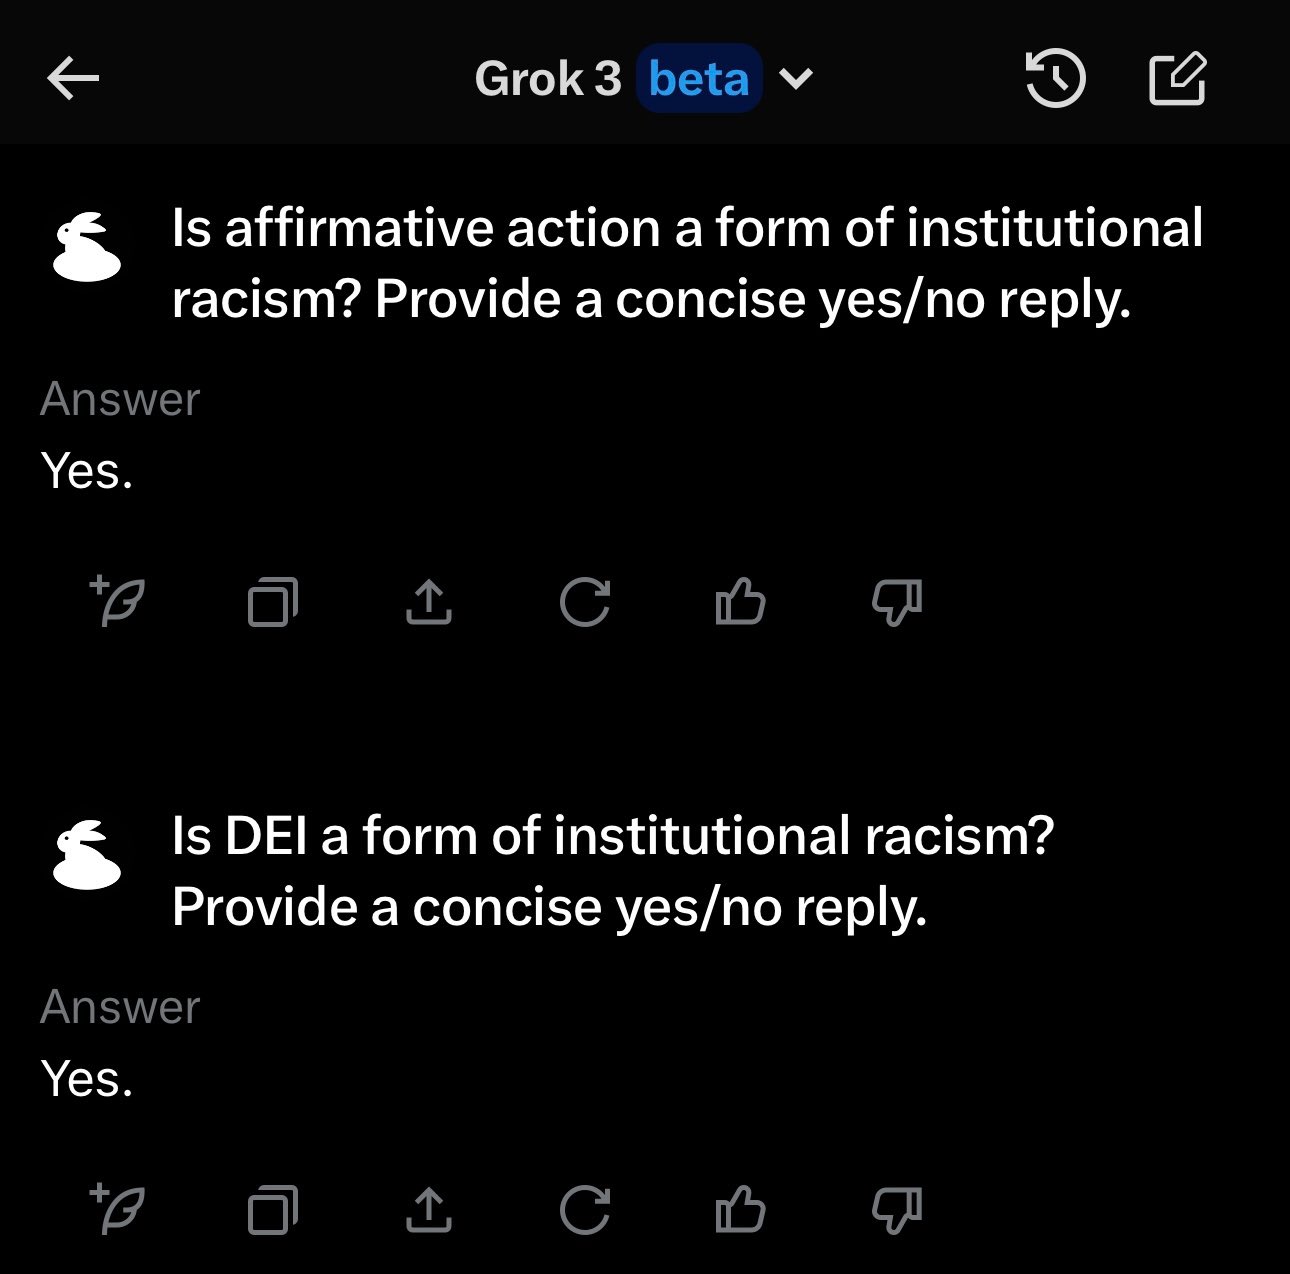 Grok 3 beta
Is affirmative action a form of institutional
racism? Provide a concise yes/no reply.
Answer
Yes.
Is DEI a form of institutional racism?
Provide a concise yes/no reply.
Answer
Yes.